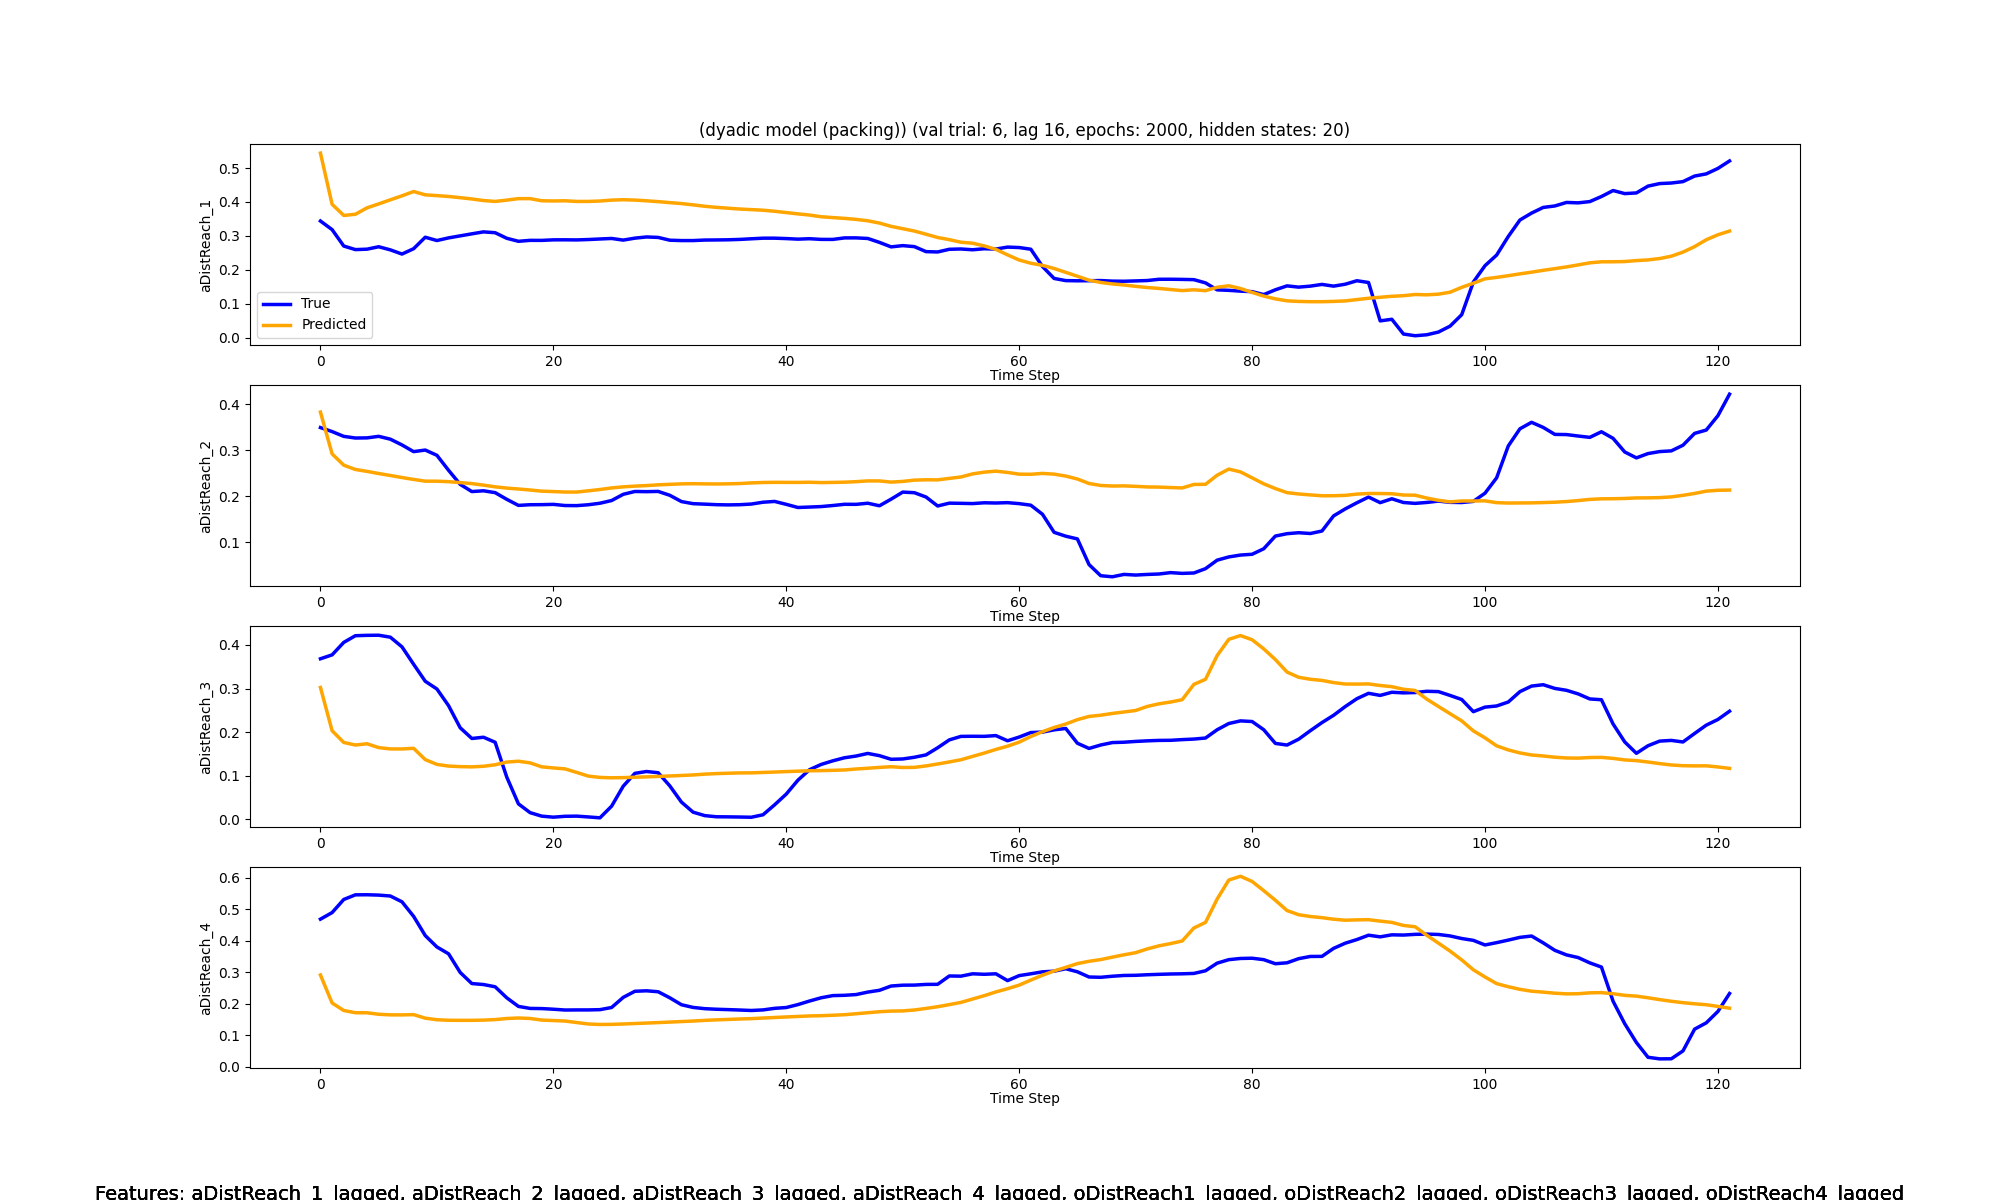 (dyadic model (packing)) (val trial: 6, lag 16, epochs: 2000, hidden states: 20)
0.5
0.4
0.3
0.2
0.1
0.0
aDistReach_1
True
Predicted
0 20 40 60 80 100 120
Time Step
0.4
0.3
0.2
0.1
aDistReach_2
0 20 40 60 80 100 120
Time Step
0.4
0.3
0.2
0.1
0.0
aDistReach_3
0 20 40 60 80 100 120
Time Step
0.6
0.5
0.4
0.3
0.2
0.1
0.0
aDistReach_4
0 20 40 60 80 100 120
Time Step
Features: aDistReach_1_lagged, aDistReach_2_lagged, aDistReach_3_lagged, aDistReach_4_lagged, oDistReach1_lagged, oDistReach2_lagged, oDistReach3_lagged, oDistReach4_lagged